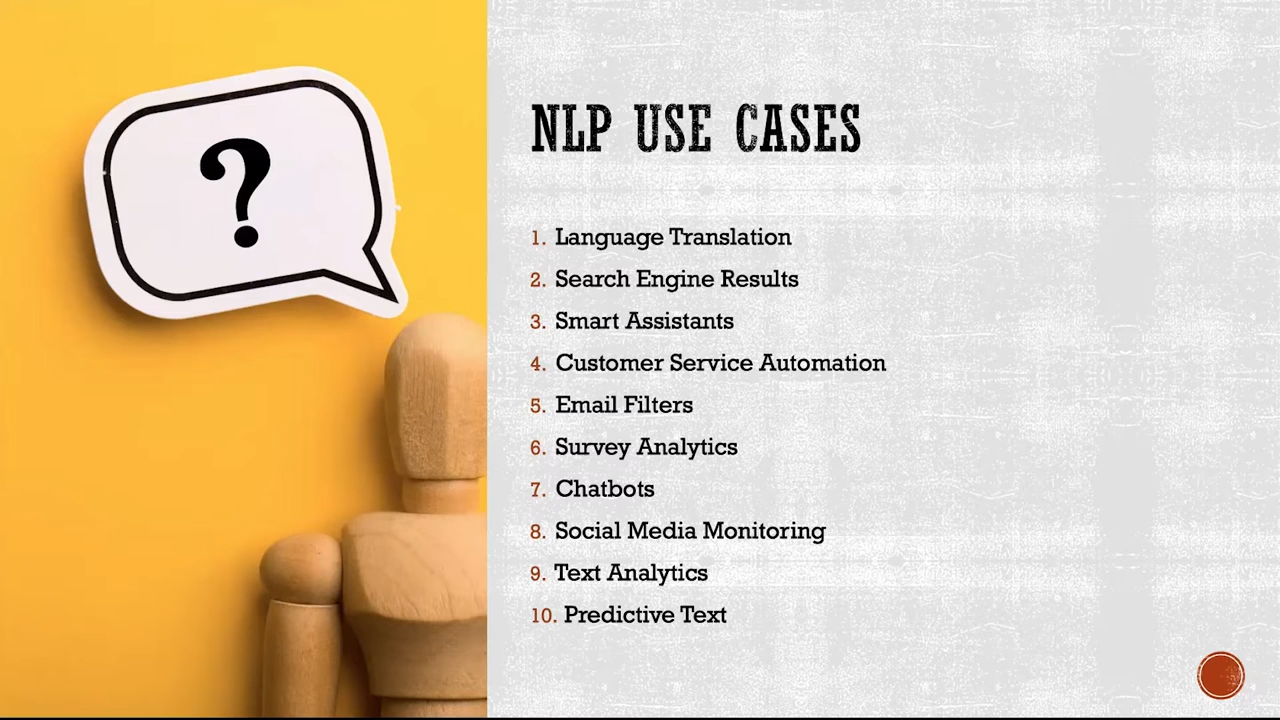 ?
NLP USE CASES
1. Language Translation
2. Search Engine Results
3. Smart Assistants
4. Customer Service Automation
5. Email Filters
6. Survey Analytics
7. Chatbots
8. Social Media Monitoring
9. Text Analytics
10. Predictive Text